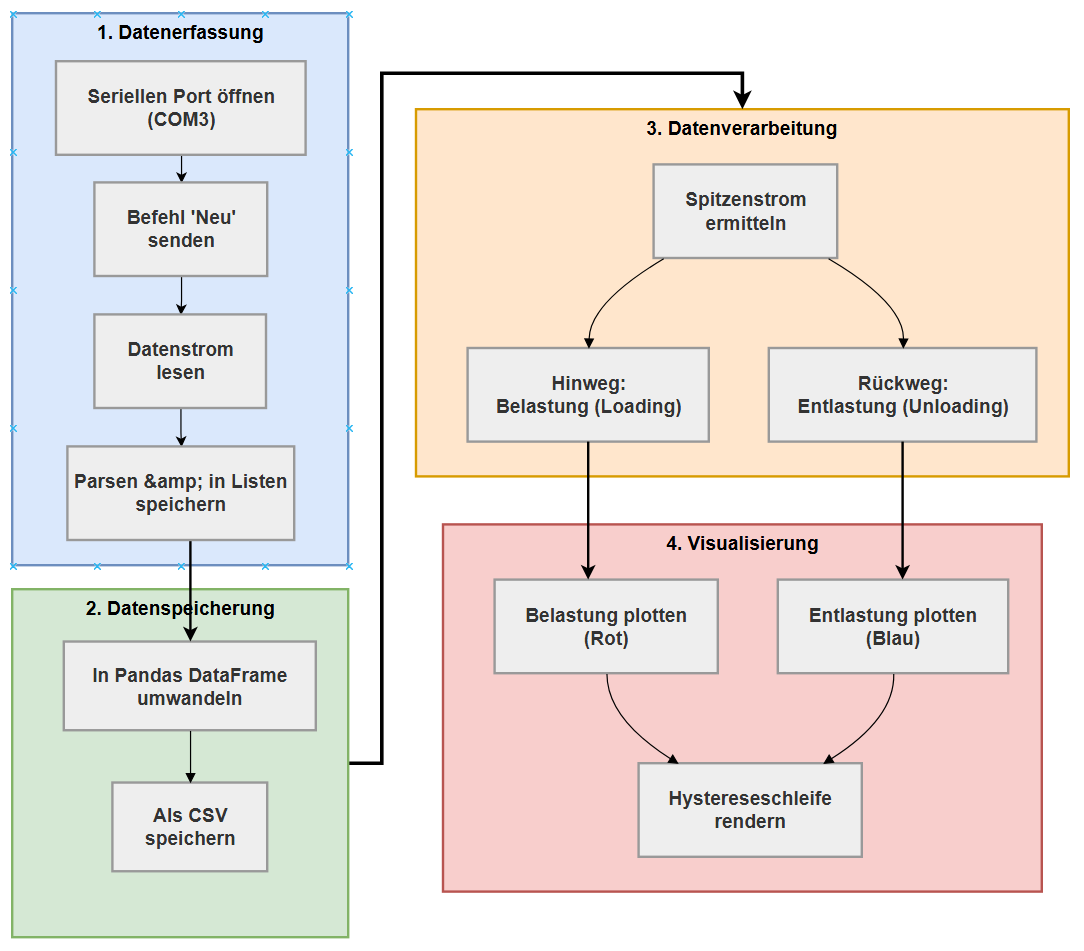 1. Datenerfassung
Seriellen Port öffnen
(COM3)
Befehl 'Neu'
senden
Datenstrom
lesen
Parsen &amp; in Listen
speichern
2. Datenspeicherung
In Pandas DataFrame
umwandeln
Als CSV
speichern
3. Datenverarbeitung
Spitzenstrom
ermitteln
Hinweg:
Belastung (Loading)
Rückweg:
Entlastung (Unloading)
4. Visualisierung
Belastung plotten
(Rot)
Entlastung plotten
(Blau)
Hystereseschleife
rendern